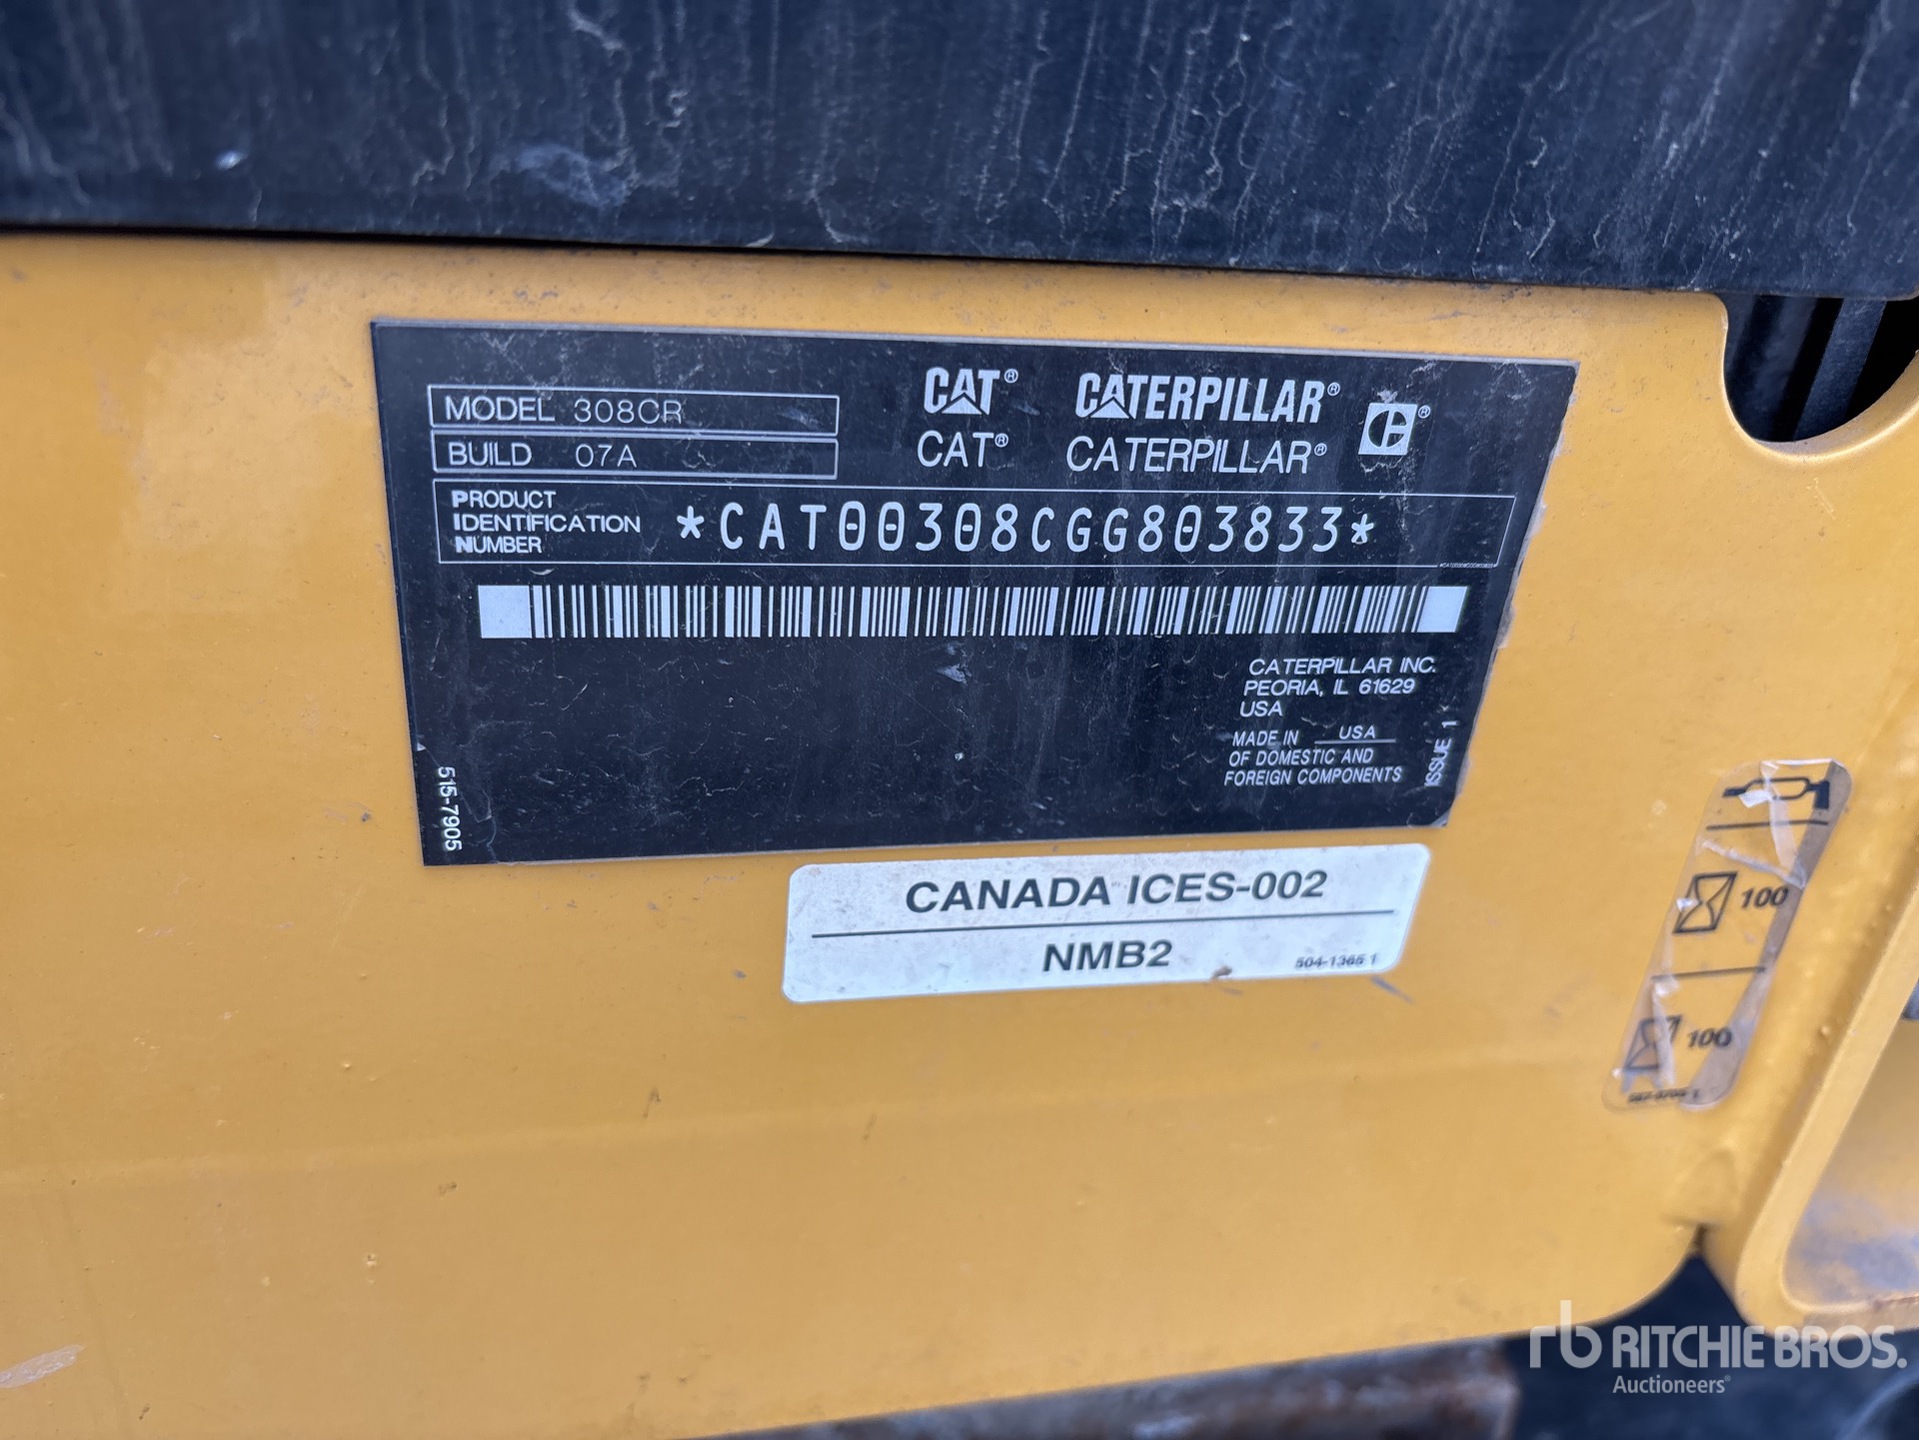 MODEL 308CR
BUILD 07A
CAT® CATERPILLAR®
CAT® CATERPILLAR®
PRODUCT
IDENTIFICATION
NUMBER
*CAT00308CGG803833*
CATERPILLAR INC.
PEORIA, IL 61629
USA
MADE IN USA
OF DOMESTIC AND
FOREIGN COMPONENTS
ISSUE 1
515-7905
CANADA ICES-002
NMB2
504-1365 1
100
100
rb RITCHIE BROS.
Auctioneers®